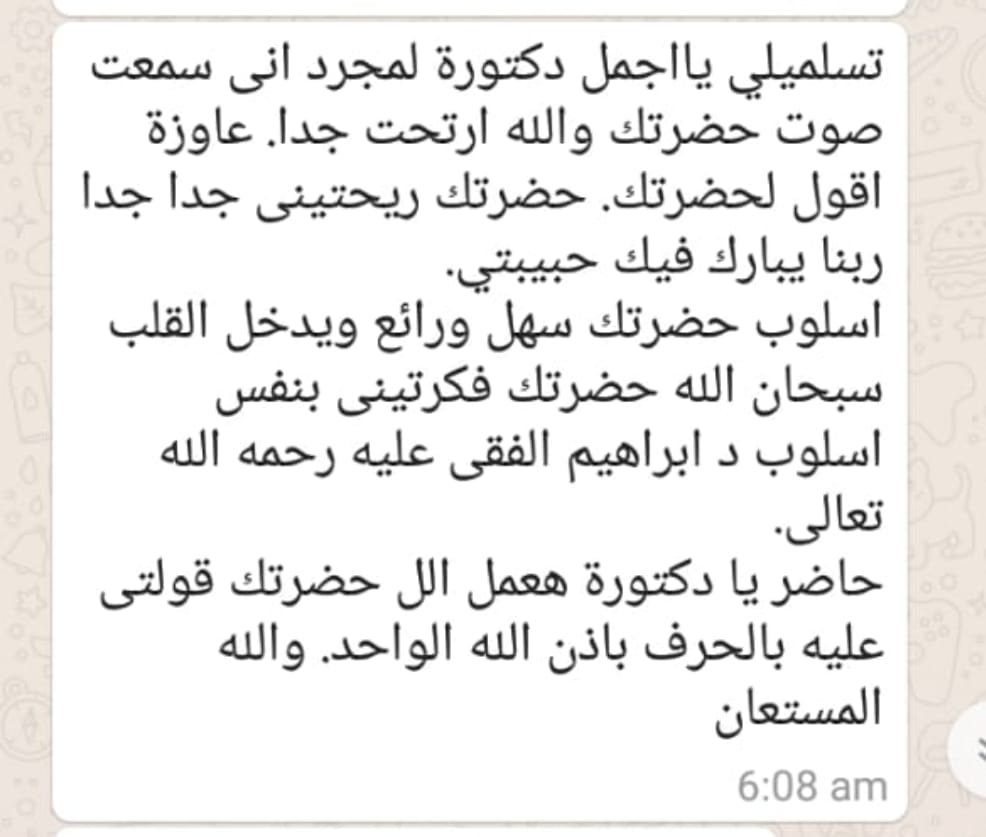 تسلميلي يااجمل دكتورة لمجرد انى سمعت
صوت حضرتك والله ارتحت جدا. عاوزة
اقول لحضرتك. حضرتك ريحتينى جدا جدا
ربنا يبارك فيك حبيبتي.
اسلوب حضرتك سهل ورائع ويدخل القلب
سبحان الله حضرتك فكرتينى بنفس
اسلوب د ابراهيم الفقى عليه رحمه الله
تعالى.
حاضر يا دكتورة هعمل الل حضرتك قولتى
عليه بالحرف باذن الله الواحد. والله
المستعان
6:08 am